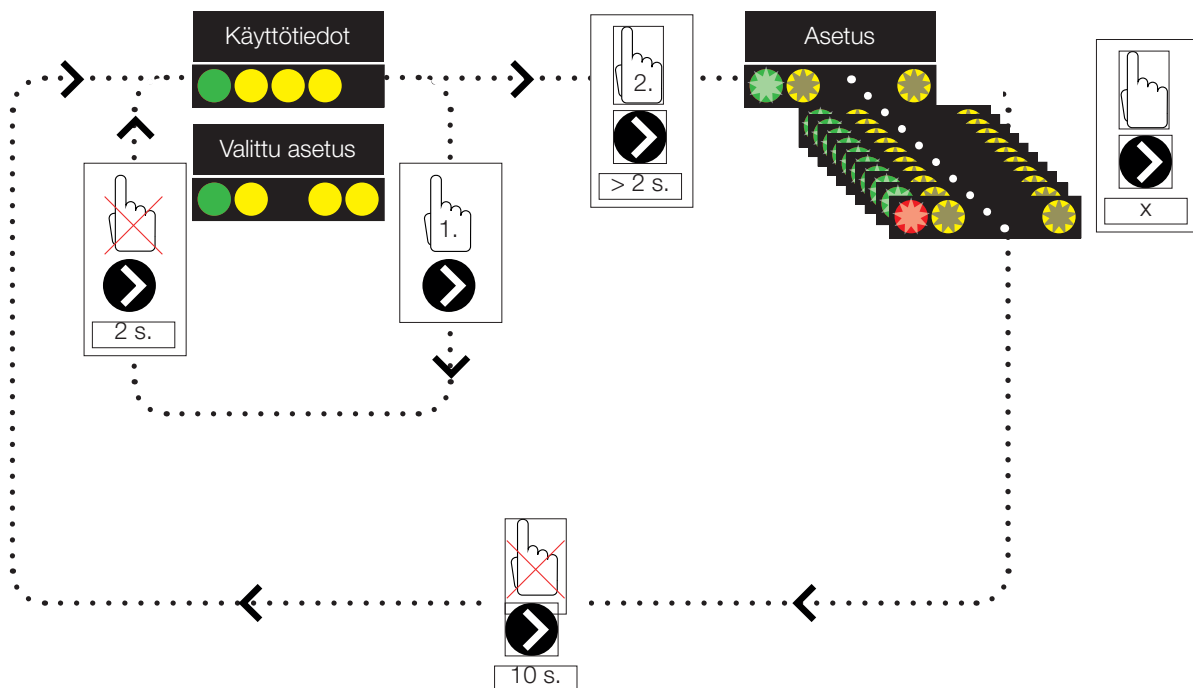 Käyttötiedot
Valittu asetus
2 s.
1.
2.
> 2 s.
Asetus
x
10 s.